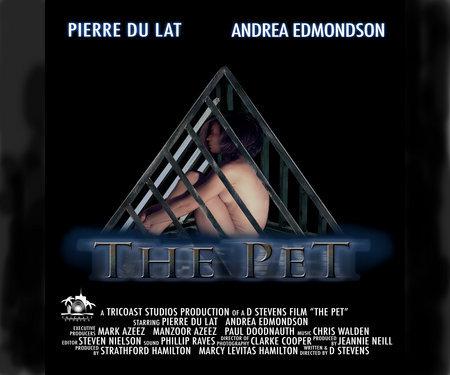 PIERRE DU LAT ANDREA EDMONDSON
THE PET
A TRICOAST STUDIOS PRODUCTION OF A D STEVENS FILM "THE PET"
STARRING PIERRE DU LAT ANDREA EDMONDSON
EXECUTIVE PRODUCERS MARK AZEEZ MANZOOR AZEEZ PAUL DOODNAUTH MUSIC CHRIS WALDEN
EDITOR STEVEN NIELSON SOUND PHILLIP RAVES DIRECTOR OF PHOTOGRAPHY CLARKE COOPER PRODUCED BY JEANNIE NEILL
PRODUCED BY STRATHFORD HAMILTON MARCY LEVITAS HAMILTON WRITTEN & DIRECTED BY D STEVENS